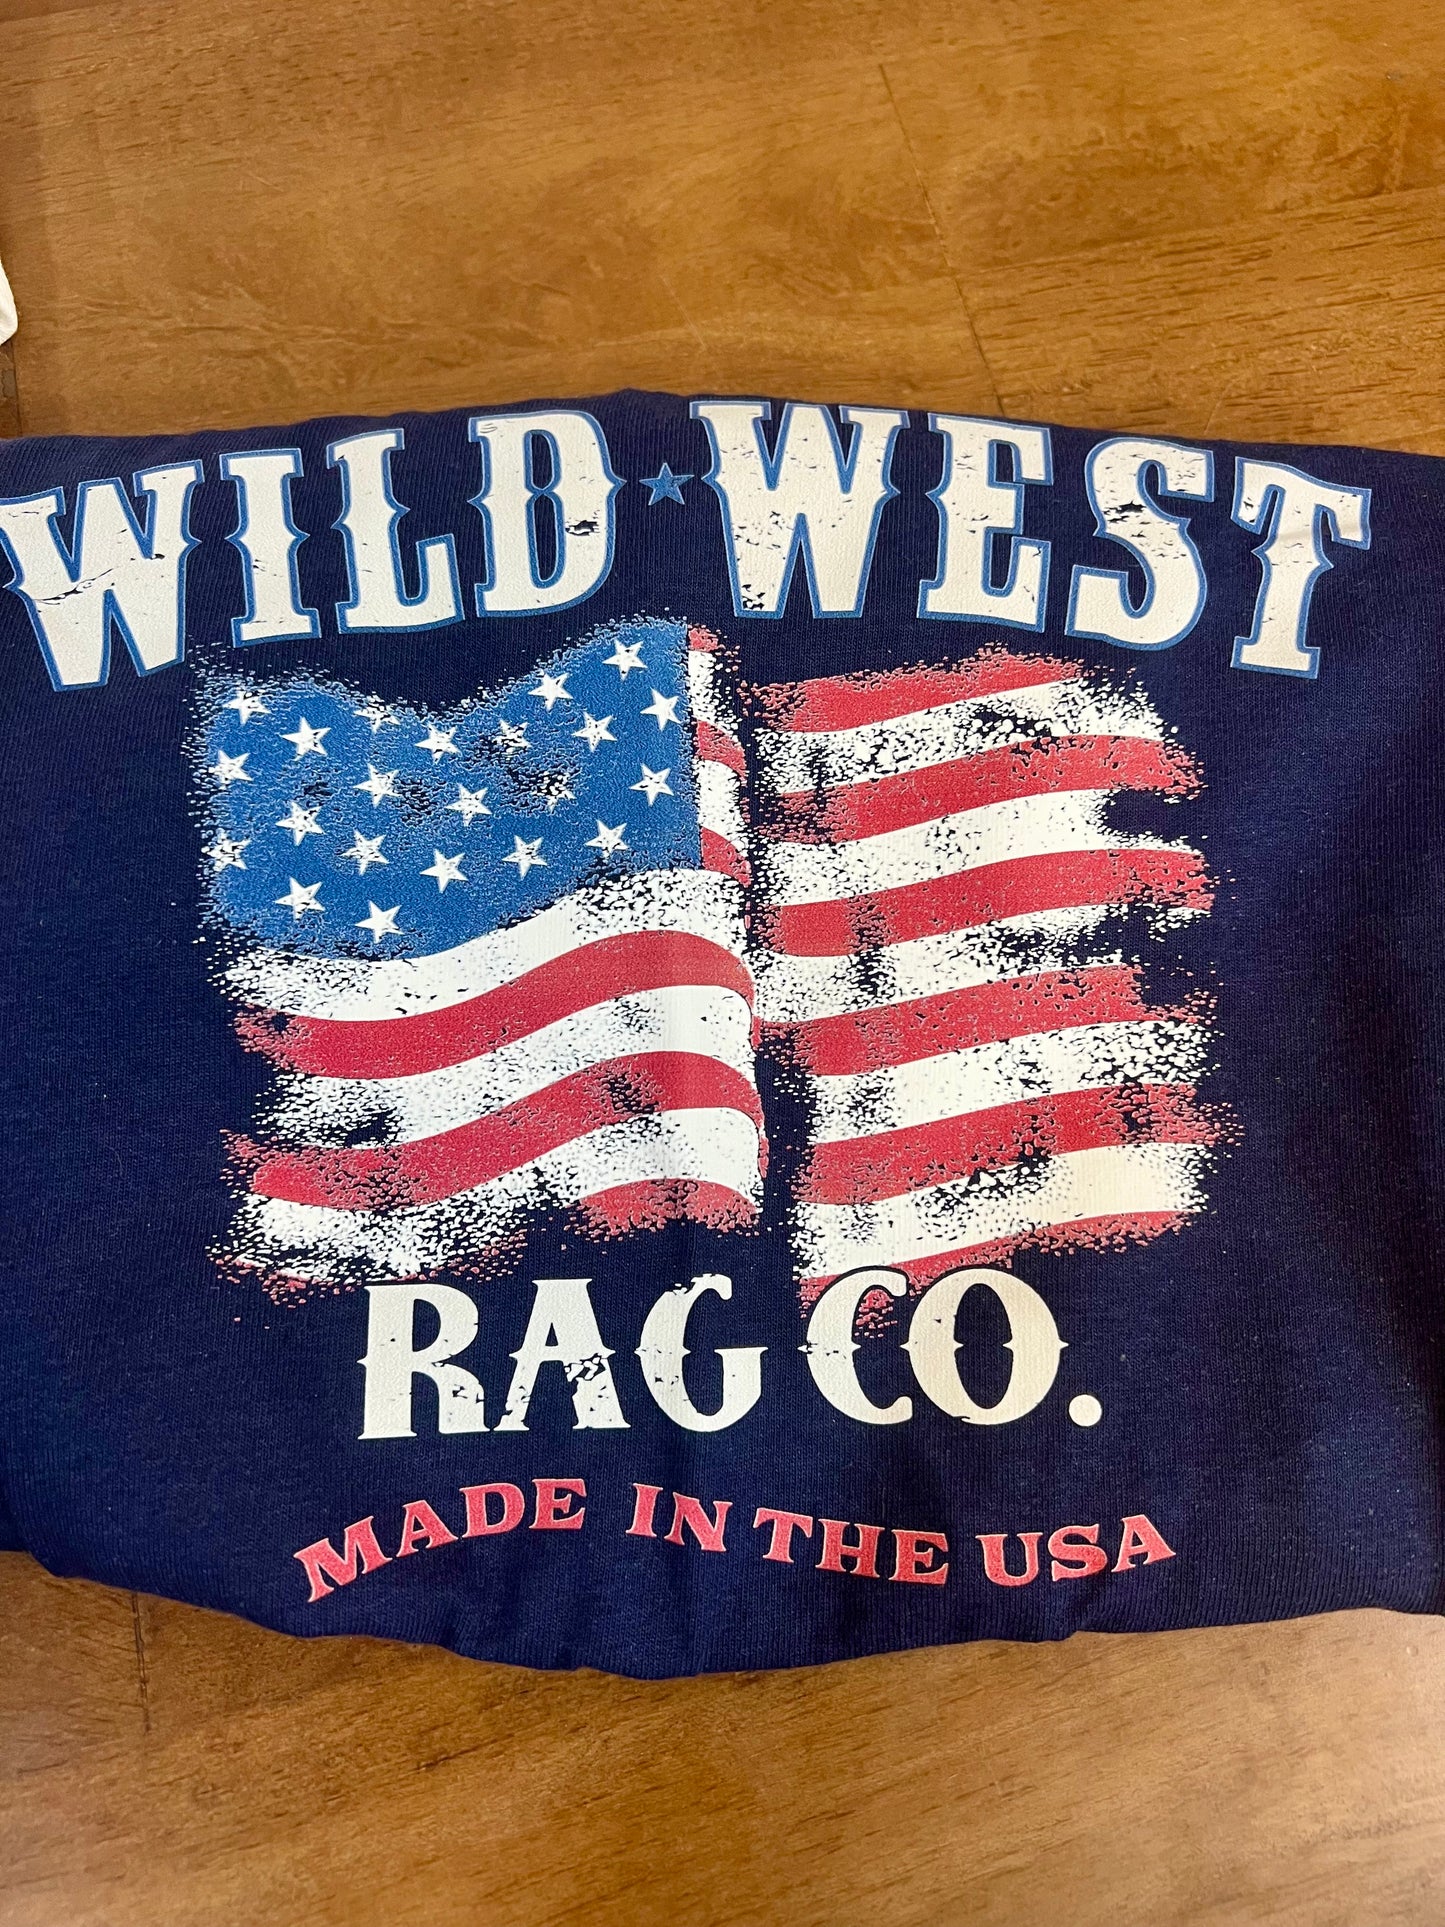 WILD ★ WEST
RAG CO.
MADE IN THE USA